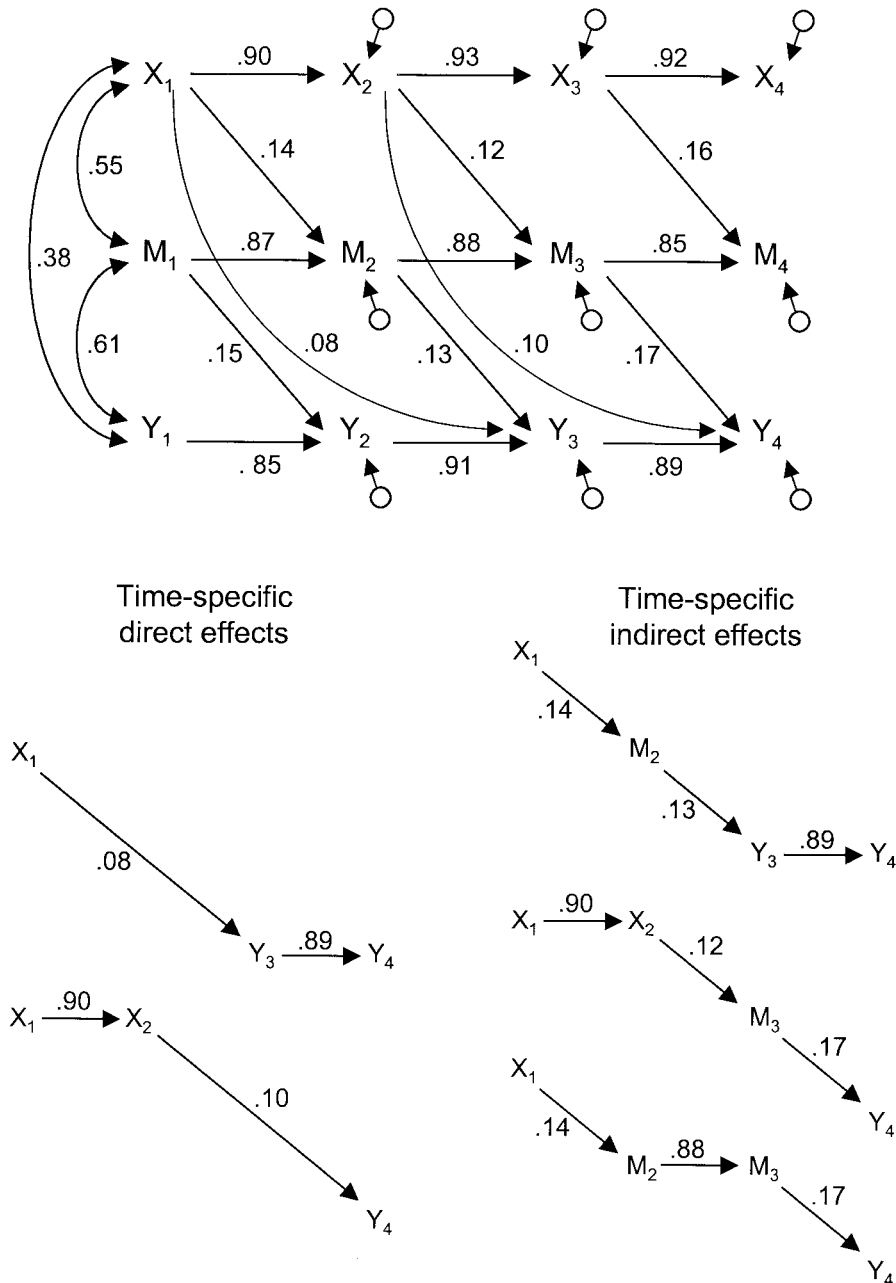 .90 .93 .92
X₁ X₂ X₃ X₄
.14 .12 .16
.55
.87 .88 .85
.38 M₁ M₂ M₃ M₄
.61 .15 .08 .13 .10 .17
Y₁ Y₂ Y₃ Y₄
.85 .91 .89
Time-specific
direct effects
X₁
.08
.89
Y₃ Y₄
.90
X₁ X₂
.10
Y₄
Time-specific
indirect effects
X₁
.14
M₂
.13
.89
Y₃ Y₄
.90
X₁ X₂
.12
M₃
.17
Y₄
X₁
.14
.88
M₂ M₃
.17
Y₄